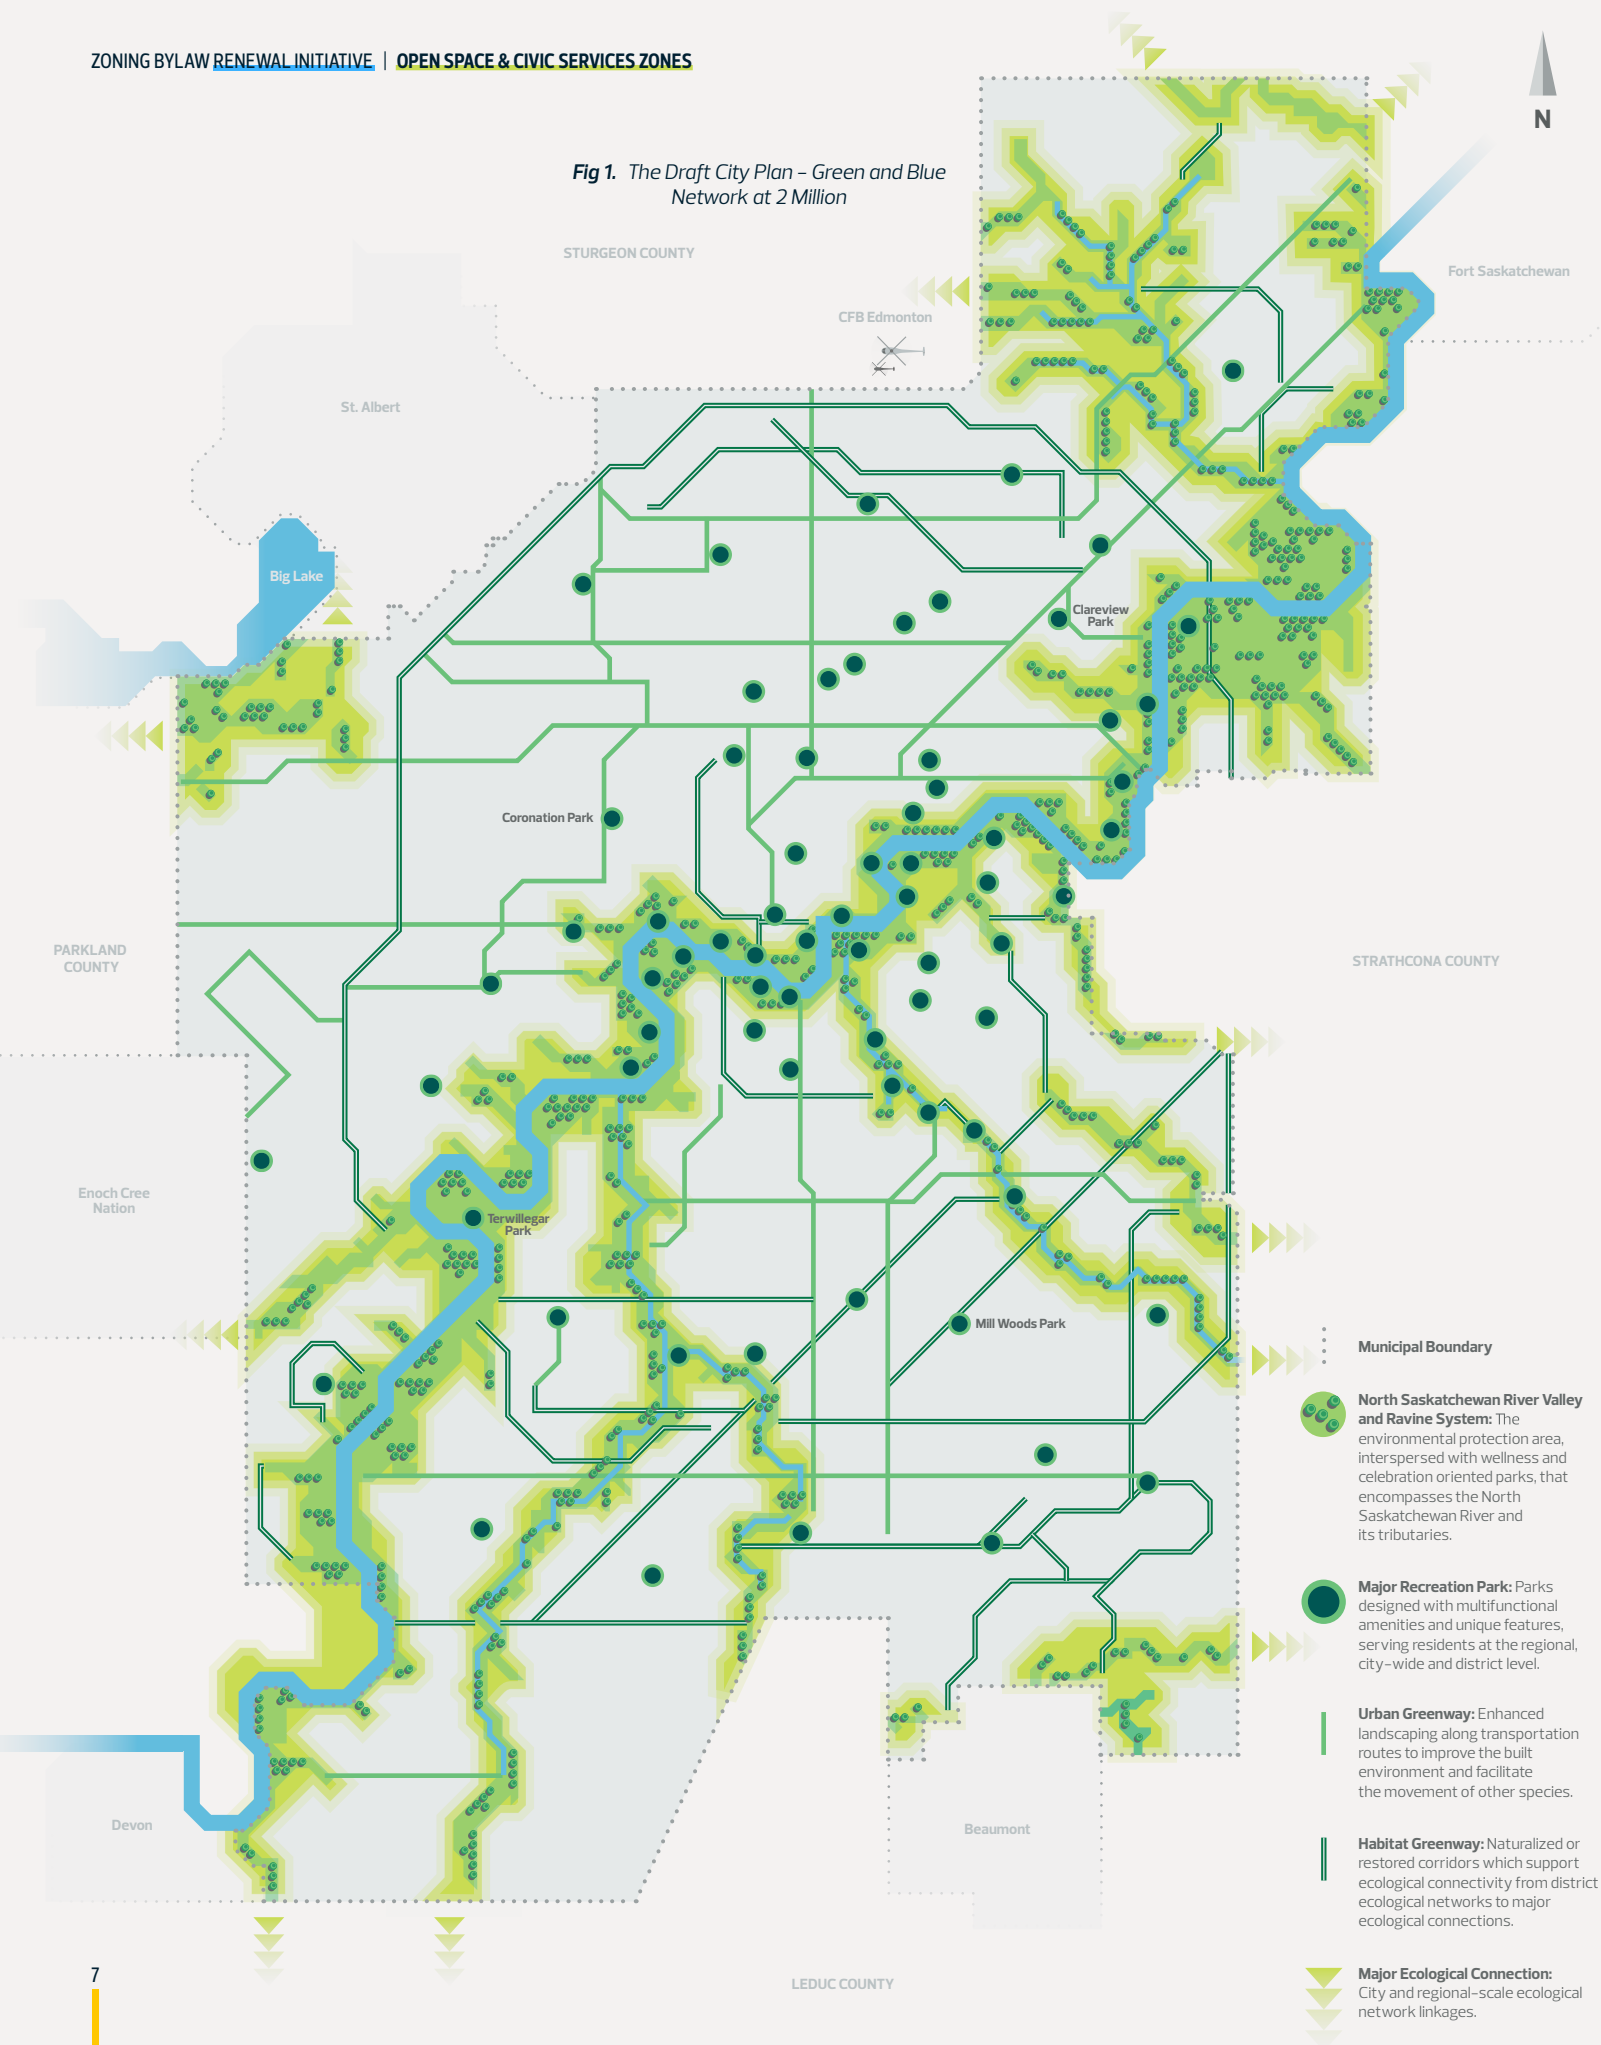 ZONING BYLAW RENEWAL INITIATIVE | OPEN SPACE & CIVIC SERVICES ZONES
N
Fig 1. The Draft City Plan - Green and Blue
Network at 2 Million
STURGEON COUNTY
Fort Saskatchewan
CFB Edmonton
St. Albert
Big Lake
Clareview
Park
Coronation Park
PARKLAND
COUNTY
STRATHCONA COUNTY
Enoch Cree
Nation
Terwillegar
Park
Mill Woods Park
Municipal Boundary
North Saskatchewan River Valley
and Ravine System: The
environmental protection area,
interspersed with wellness and
celebration oriented parks, that
encompasses the North
Saskatchewan River and
its tributaries.
Major Recreation Park: Parks
designed with multifunctional
amenities and unique features,
serving residents at the regional,
city-wide and district level.
Urban Greenway: Enhanced
landscaping along transportation
routes to improve the built
environment and facilitate
the movement of other species.
Devon
Beaumont
Habitat Greenway: Naturalized or
restored corridors which support
ecological connectivity from district
ecological networks to major
ecological connections.
Major Ecological Connection:
City and regional-scale ecological
network linkages.
LEDUC COUNTY
7